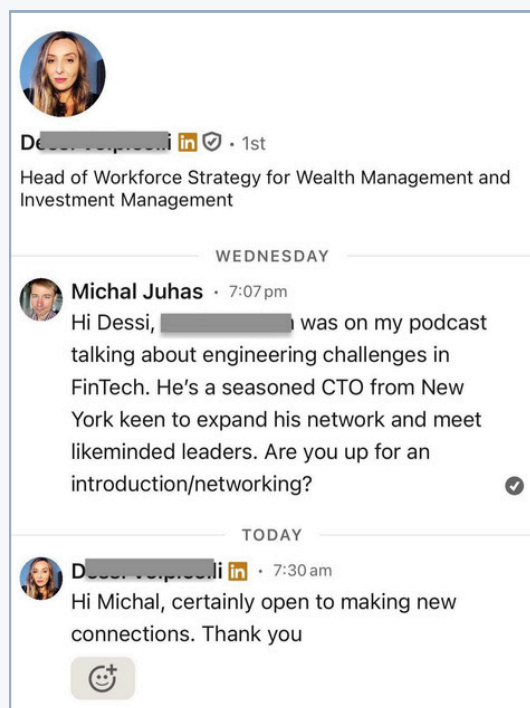 in · 1st
Head of Workforce Strategy for Wealth Management and
Investment Management
WEDNESDAY
Michal Juhas · 7:07 pm
Hi Dessi, was on my podcast
talking about engineering challenges in
FinTech. He’s a seasoned CTO from New
York keen to expand his network and meet
likeminded leaders. Are you up for an
introduction/networking?
TODAY
in · 7:30 am
Hi Michal, certainly open to making new
connections. Thank you